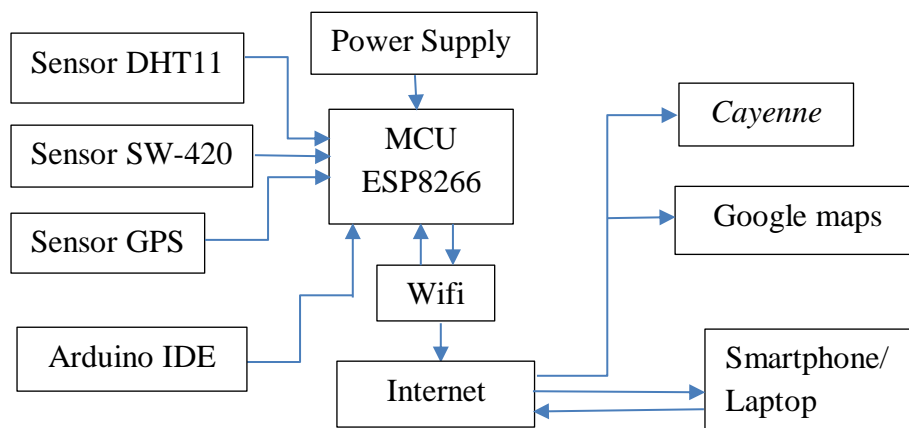 Power Supply
Sensor DHT11
MCU
ESP8266
Cayenne
Sensor SW-420
Google maps
Sensor GPS
Wifi
Arduino IDE
Internet
Smartphone/
Laptop